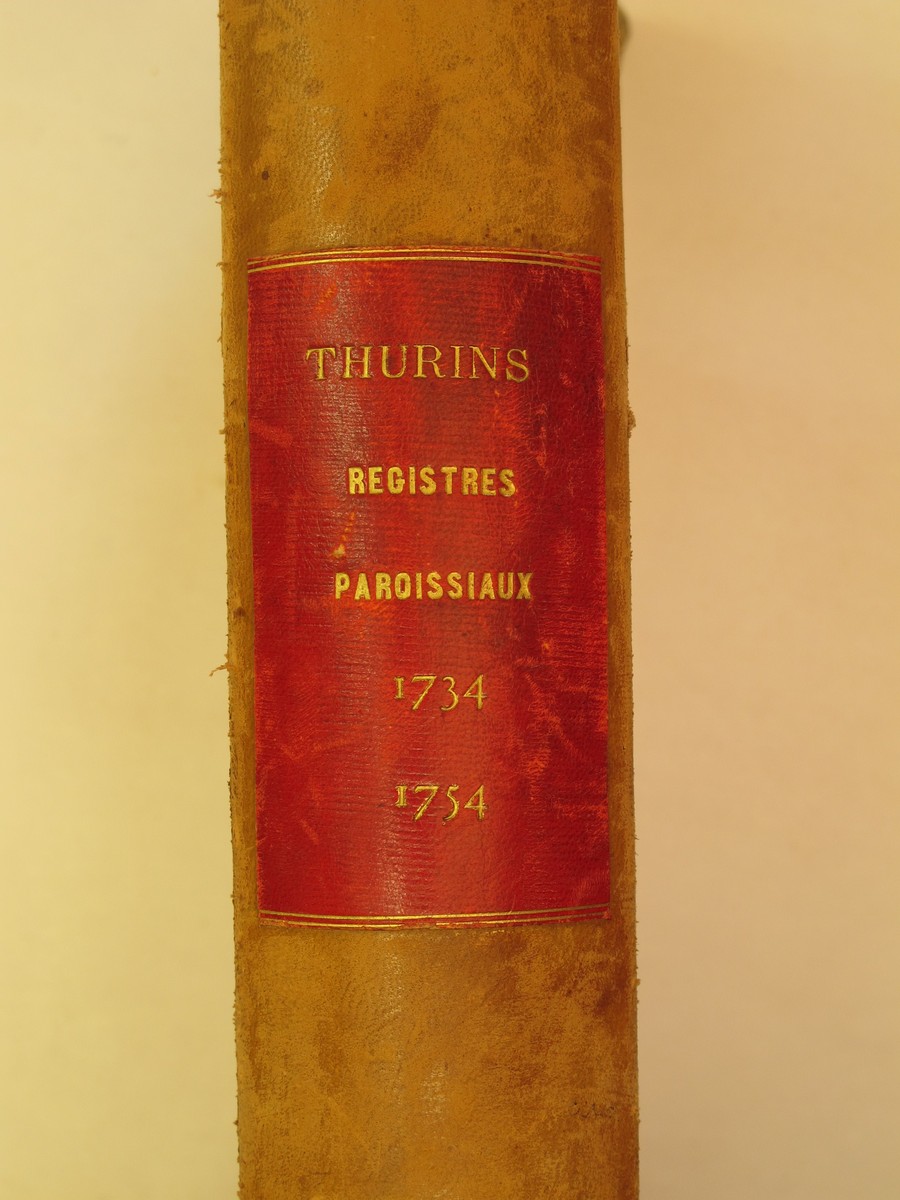 THURINS
REGISTRES
PAROISSIAUX
1734
1754